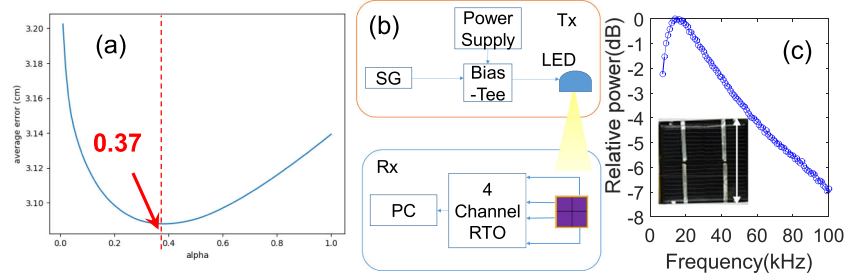 (a)
average error (cm)
3.20
3.18
3.16
3.14
3.12
3.10
0.37
0.0
0.2
0.4
0.6
0.8
1.0
alpha
(b)
Power
Supply
Tx
LED
SG
Bias
-Tee
Rx
PC
4
Channel
RTO
(c)
Relative power(dB)
0
-1
-2
-3
-4
-5
-6
-7
-8
0
20
40
60
80
100
Frequency(kHz)